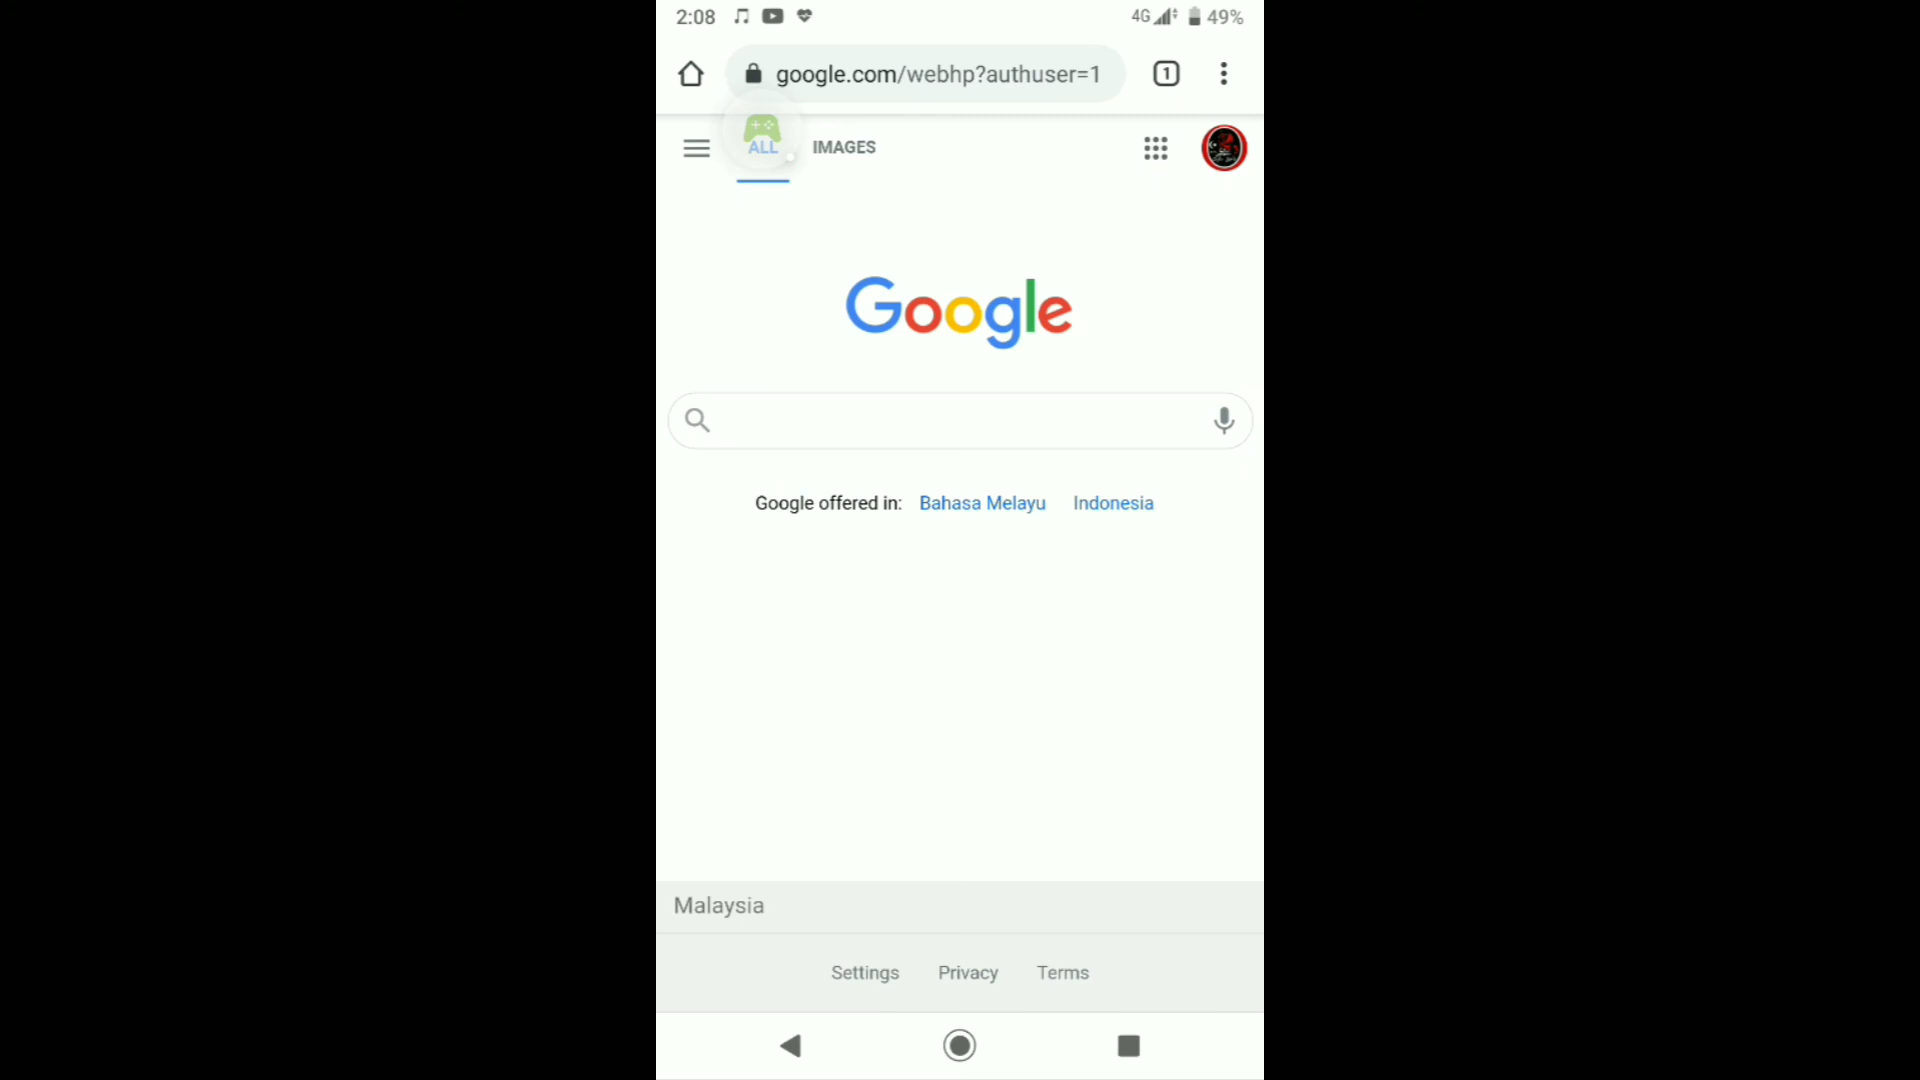 2:08 4G 49%
google.com/webhp?authuser=1 1
ALL IMAGES
Google
Google offered in: Bahasa Melayu Indonesia
Malaysia
Settings Privacy Terms